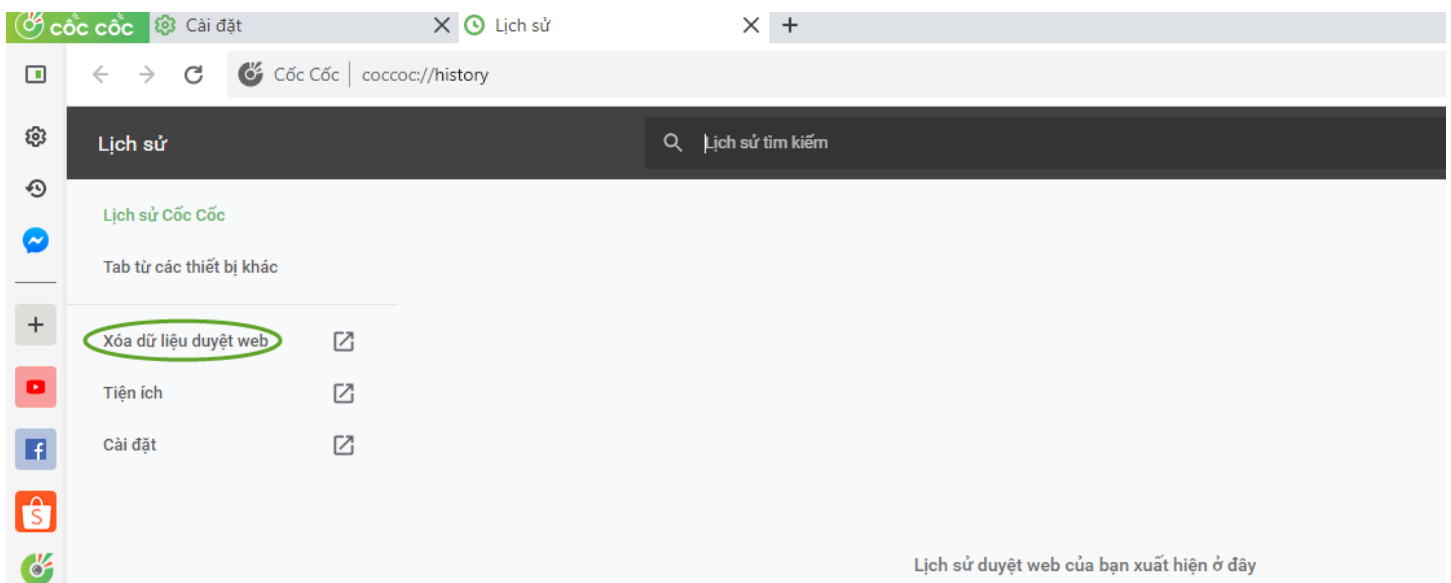 cốc cốc Cài đặt Lịch sử
Cốc Cốc coccoc://history
Lịch sử Lịch sử tìm kiếm
Lịch sử Cốc Cốc
Tab từ các thiết bị khác
Xóa dữ liệu duyệt web
Tiện ích
Cài đặt
Lịch sử duyệt web của bạn xuất hiện ở đây